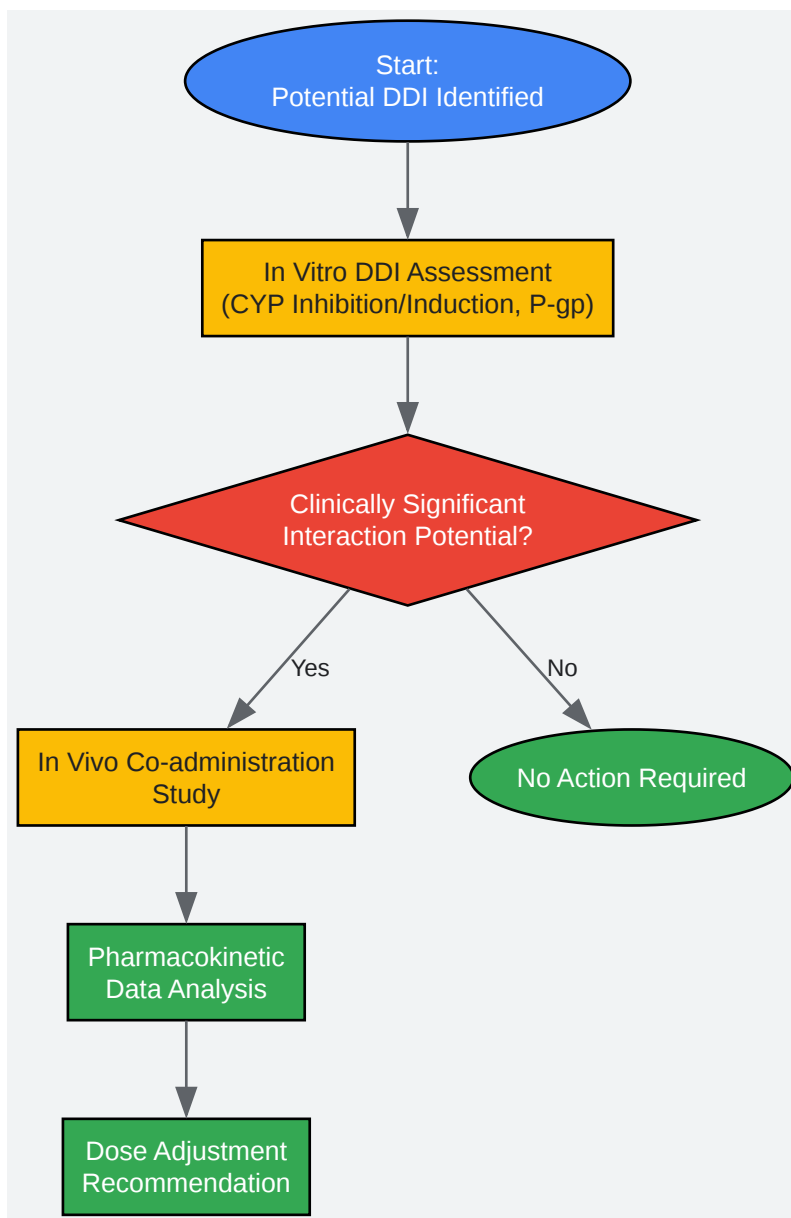 Start:
Potential DDI Identified
In Vitro DDI Assessment
(CYP Inhibition/Induction, P-gp)
Clinically Significant
Interaction Potential?
Yes
No
In Vivo Co-administration
Study
No Action Required
Pharmacokinetic
Data Analysis
Dose Adjustment
Recommendation